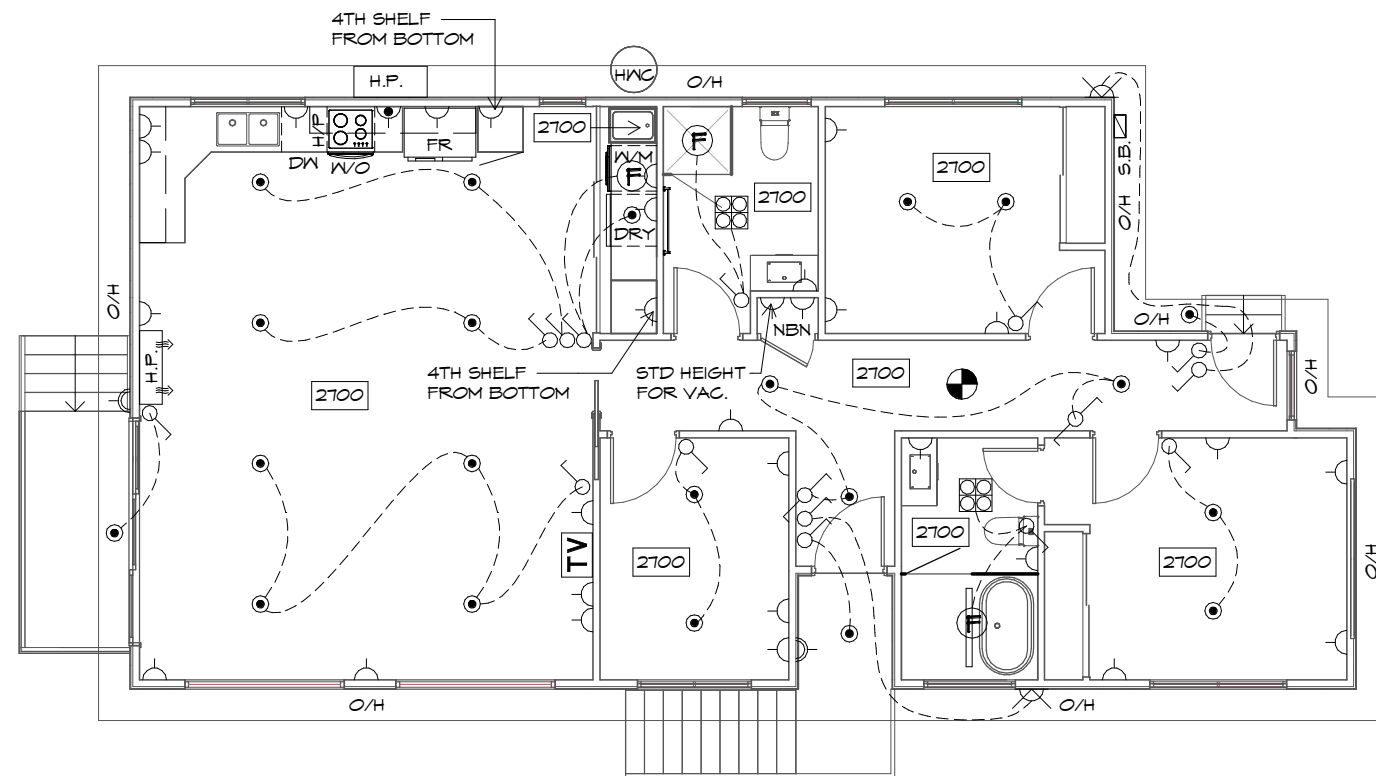 4TH SHELF
FROM BOTTOM
H.P.
HWC
O/H
H/P
DW
W/O
FR
2700
W/M
F
DRY
F
2700
2700
O/H
S.B.
O/H
O/H
H.P.
2700
4TH SHELF
FROM BOTTOM
STD HEIGHT
FOR VAC.
NBN
2700
O/H
TV
2700
2700
F
2700
O/H
O/H
O/H